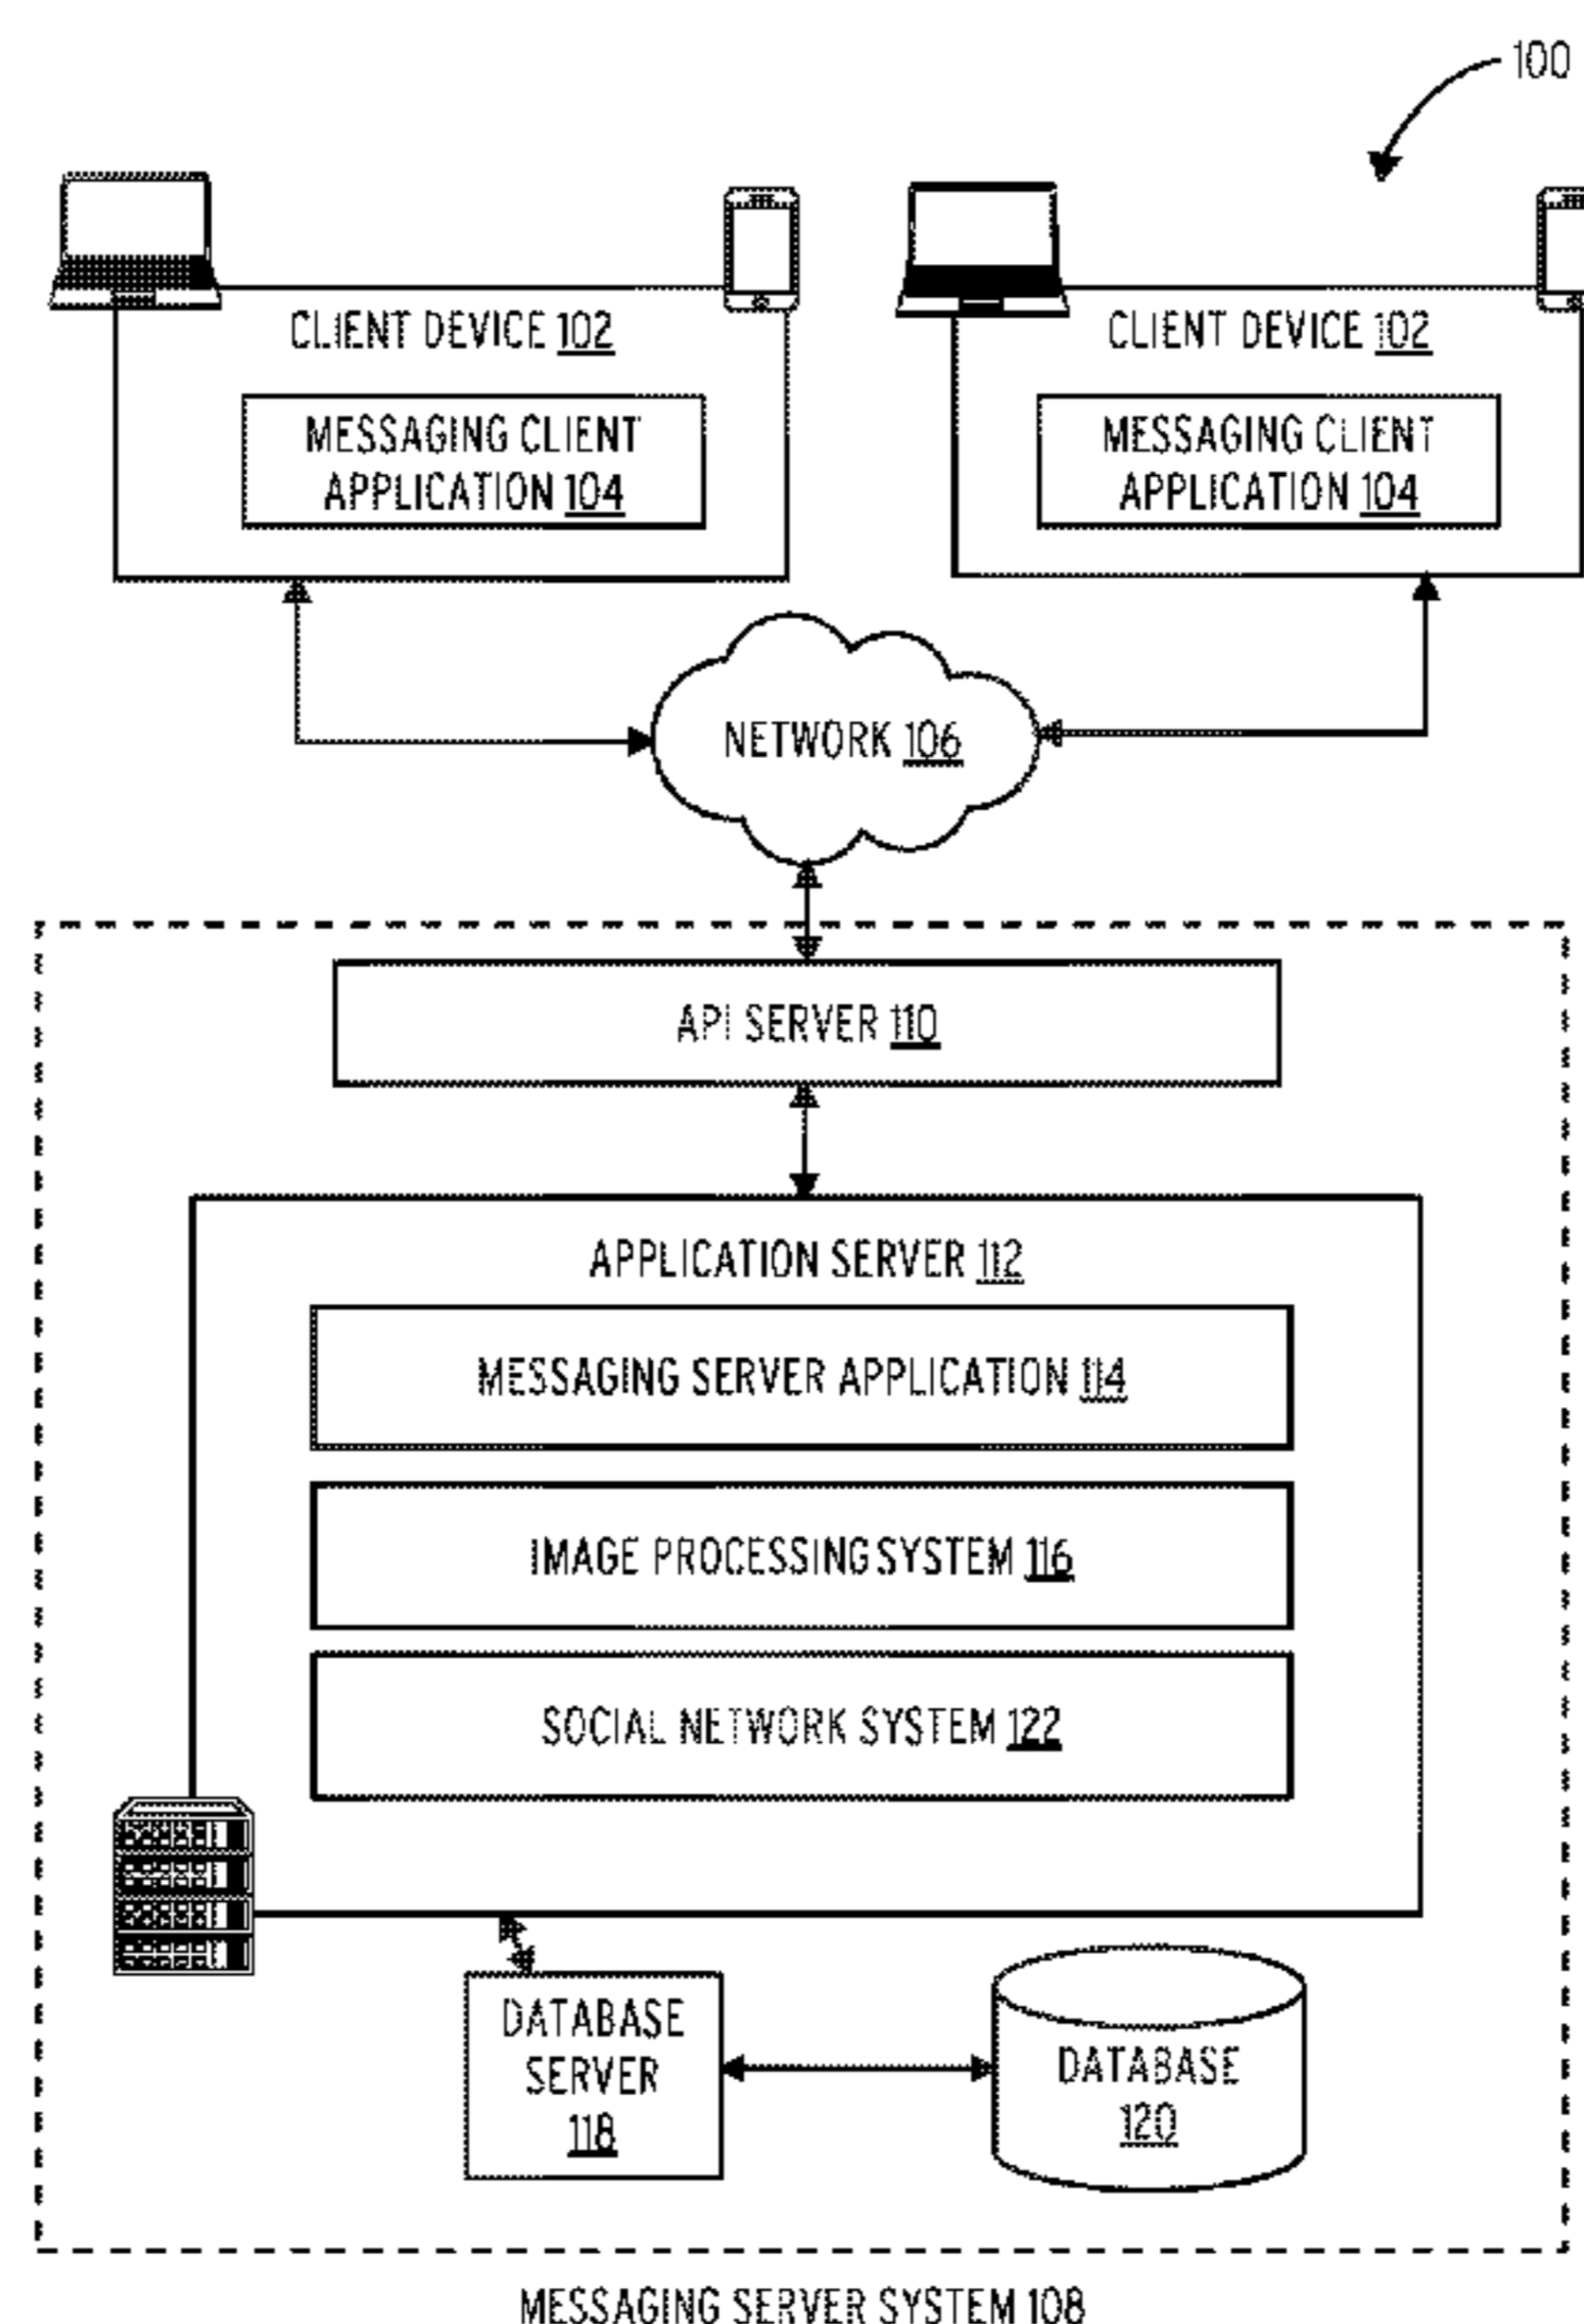 100
CLIENT DEVICE 102
CLIENT DEVICE 102
MESSAGING CLIENT
APPLICATION 104
MESSAGING CLIENT
APPLICATION 104
NETWORK 106
API SERVER 110
APPLICATION SERVER 112
MESSAGING SERVER APPLICATION 114
IMAGE PROCESSING SYSTEM 116
SOCIAL NETWORK SYSTEM 122
DATABASE
SERVER
118
DATABASE
120
MESSAGING SERVER SYSTEM 108